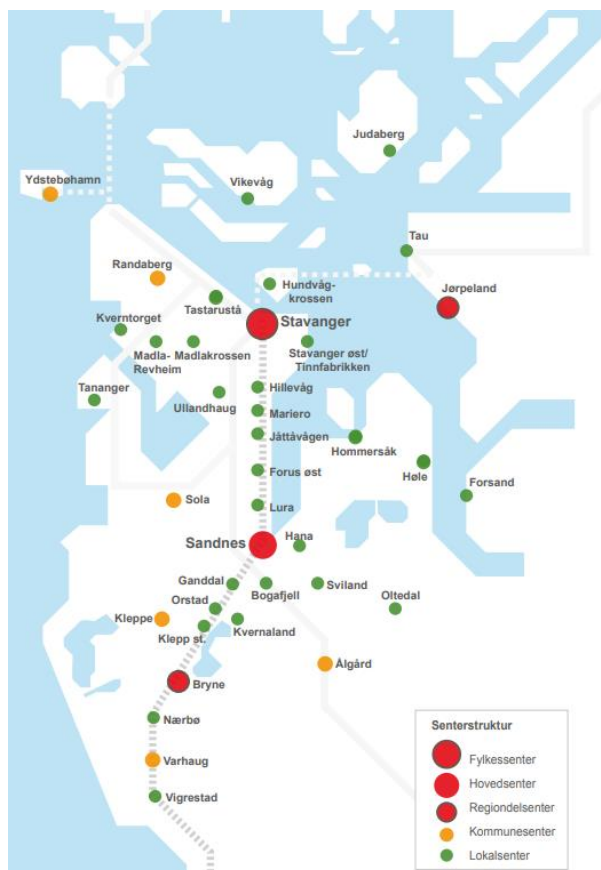 Judaberg
Ydstebøhamn
Vikevåg
Tau
Randaberg
Hundvåg-
krossen
Jørpeland
Tastarustå
Kverntorget
Stavanger
Madla-
Revheim
Madlakrossen
Stavanger øst/
Tinnfabrikken
Tananger
Hillevåg
Ullandhaug
Mariero
Jåttåvågen
Hommersåk
Høle
Forus øst
Forsand
Sola
Lura
Sandnes
Hana
Ganddal
Bogafjell
Sviland
Orstad
Oltedal
Kleppe
Klepp st.
Kvernaland
Ålgård
Bryne
Nærbø
Varhaug
Vigrestad
Senterstruktur
Fylkessenter
Hovedsenter
Regiondelsenter
Kommunesenter
Lokalsenter